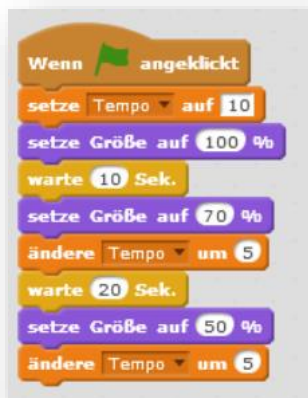 Wenn angeklickt
setze Tempo auf 10
setze Größe auf 100 %
warte 10 Sek.
setze Größe auf 70 %
ändere Tempo um 5
warte 20 Sek.
setze Größe auf 50 %
ändere Tempo um 5